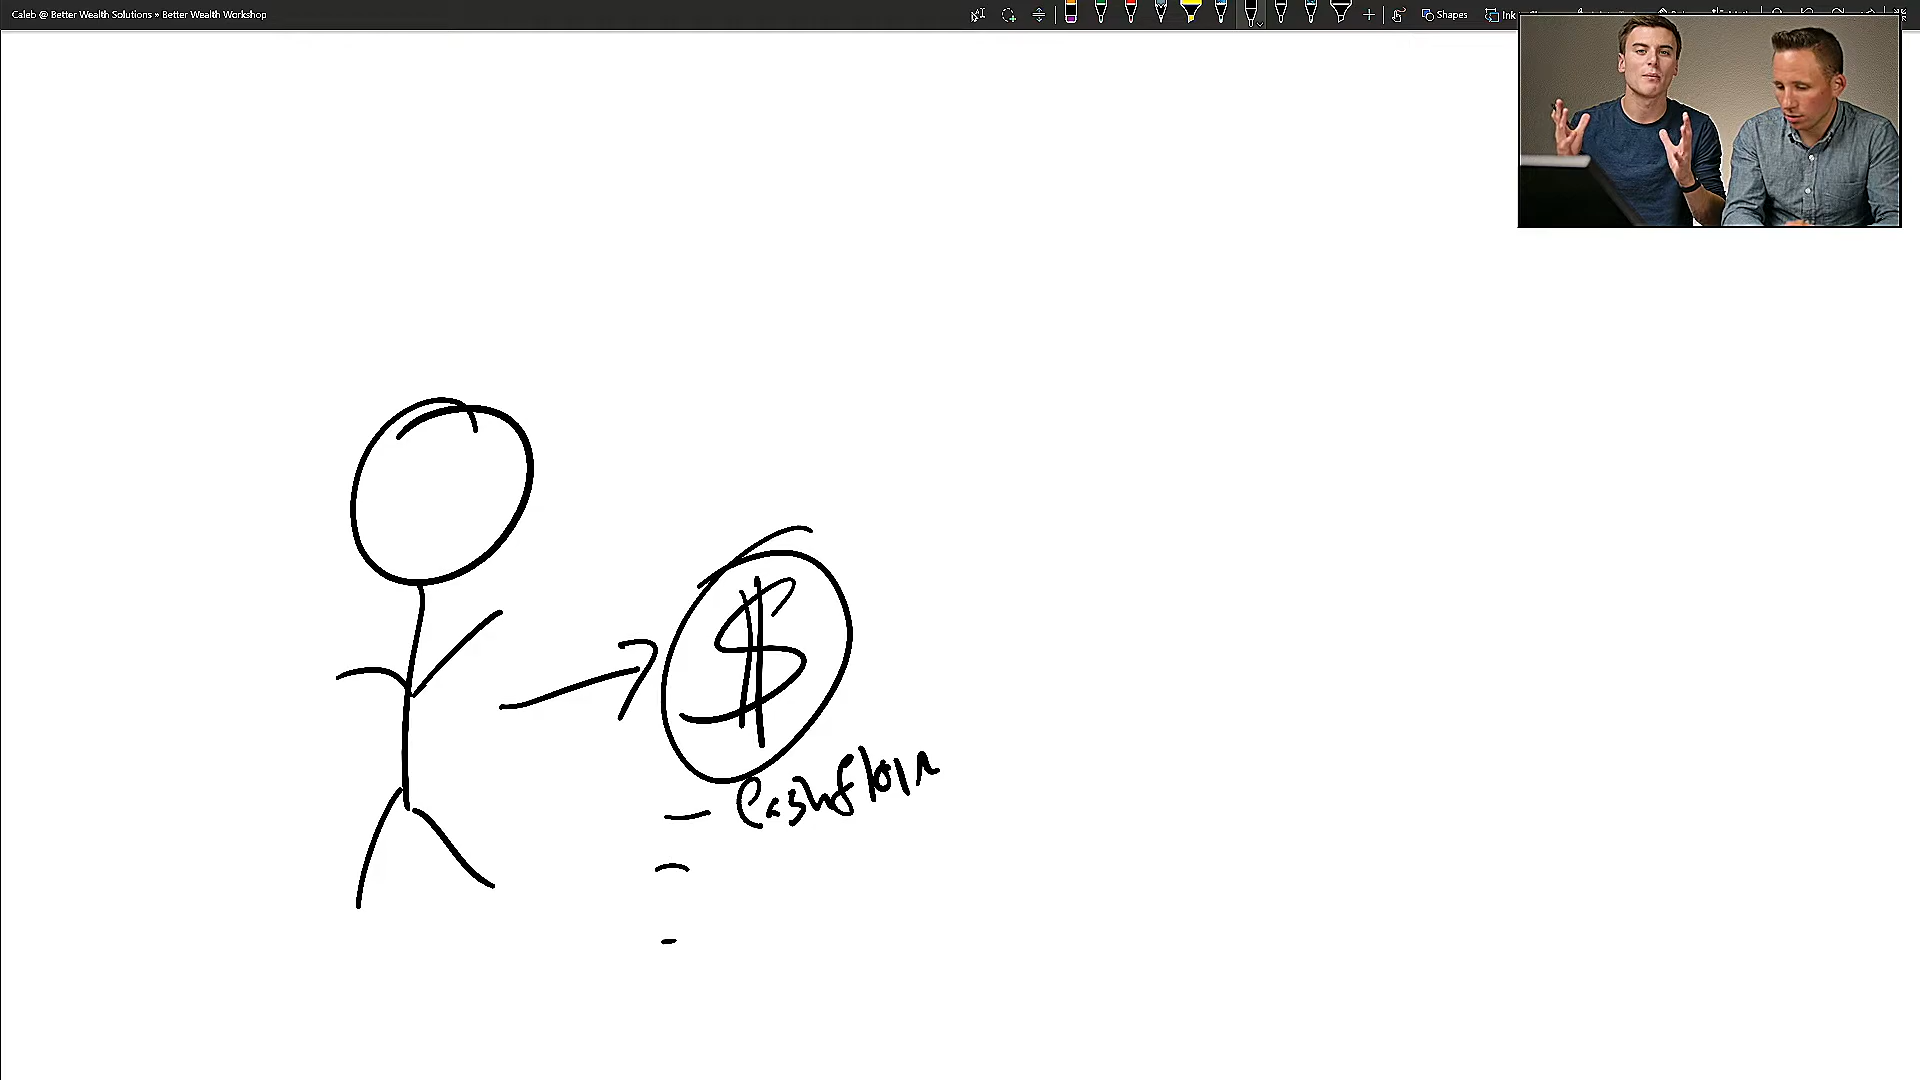 Caleb @ Better Wealth Solutions » Better Wealth Workshop
Shapes
Ink
$
Cashflow